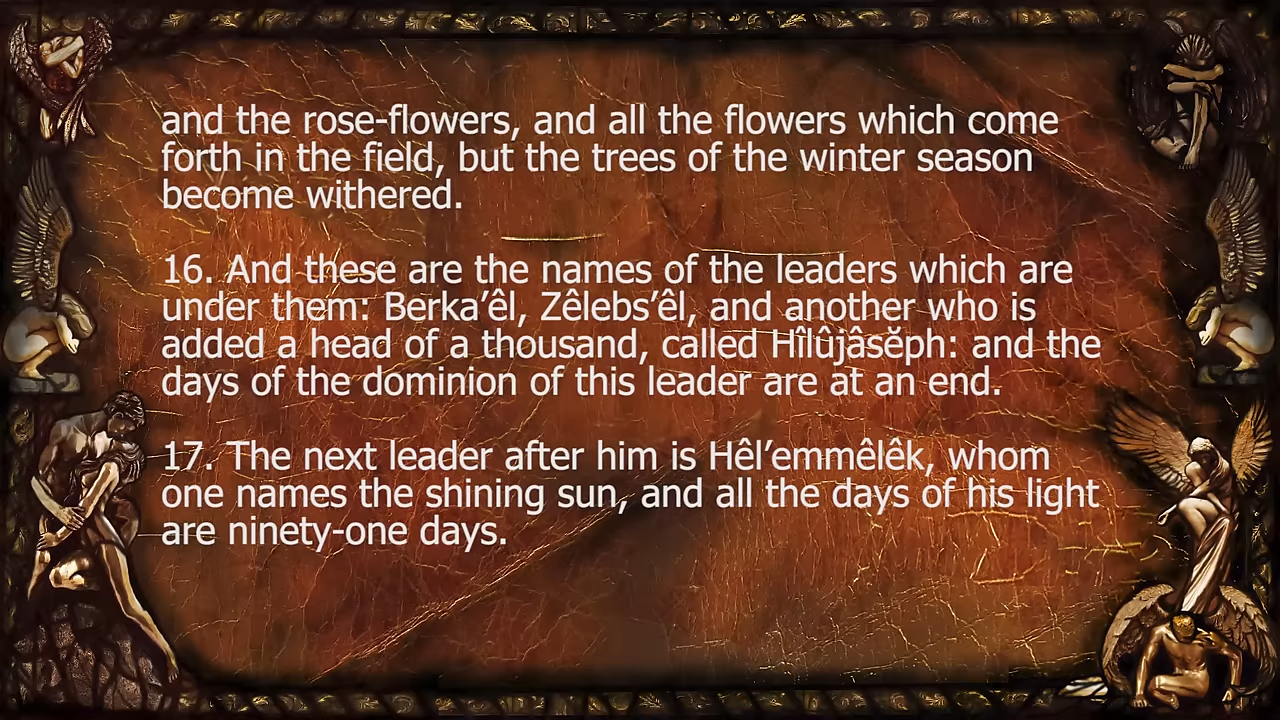 and the rose-flowers, and all the flowers which come
forth in the field, but the trees of the winter season
become withered.
16. And these are the names of the leaders which are
under them: Berka’êl, Zêlebs’êl, and another who is
added a head of a thousand, called Hîlûjâsĕph: and the
days of the dominion of this leader are at an end.
17. The next leader after him is Hêl’emmêlêk, whom
one names the shining sun, and all the days of his light
are ninety-one days.